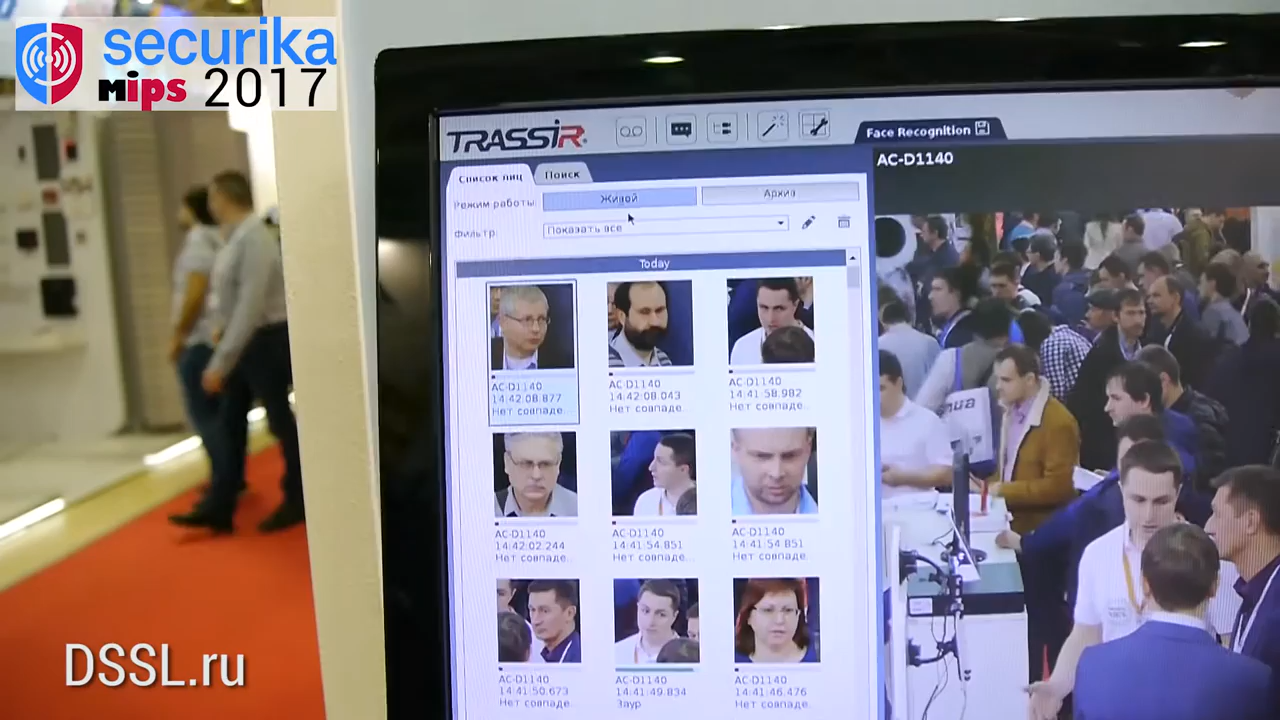 securika
мips 2017
TRASSIR
Face Recognition
AC-D1140
Список лиц
Поиск
Режим работы:
Живой
Архив
Фильтр:
Показать все
Today
AC-D1140
14:42:08.877
Нет совпаде...
AC-D1140
14:42:08.043
Нет совпаде...
AC-D1140
14:41:58.982
Нет совпаде...
AC-D1140
14:42:02.244
Нет совпаде...
AC-D1140
14:41:54.851
Нет совпаде...
AC-D1140
14:41:54.851
Нет совпаде...
AC-D1140
14:41:50.673
Нет совпаде...
AC-D1140
14:41:49.834
Заур
AC-D1140
14:41:46.476
Нет совпаде...
DSSL.ru